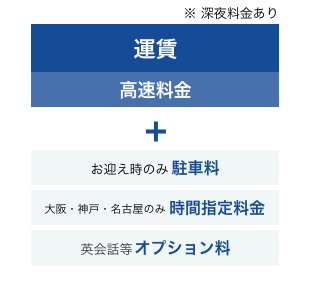 ※ 深夜料金あり
運賃
高速料金
+
お迎え時のみ 駐車料
大阪・神戸・名古屋のみ 時間指定料金
英会話等 オプション料